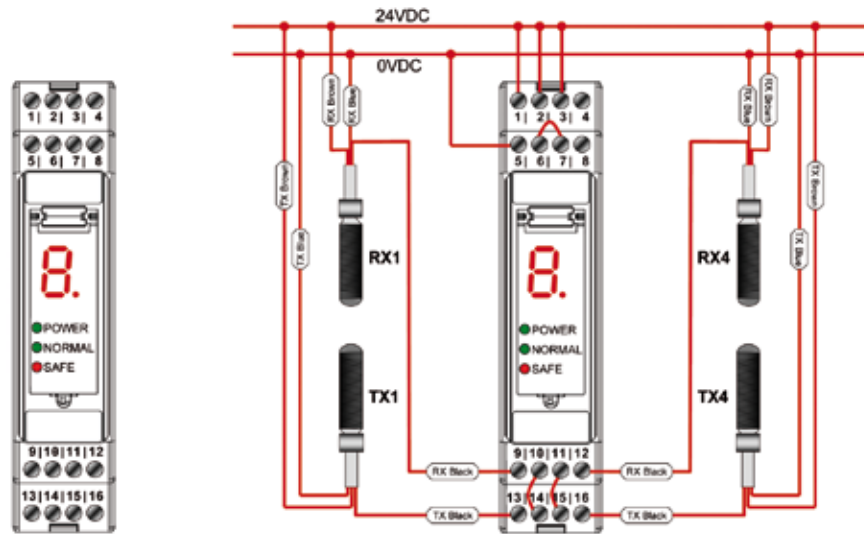 24VDC
0VDC
1| 2| 3| 4
5| 6| 7| 8
8.
POWER
NORMAL
SAFE
9|10|11|12
13|14|15|16
TX Brown
TX Blue
RX Brown
RX Blue
RX1
TX1
RX Black
TX Black
1| 2| 3| 4
5| 6| 7| 8
8.
POWER
NORMAL
SAFE
9|10|11|12
13|14|15|16
RX Blue
RX Brown
TX Blue
TX Brown
RX4
TX4
RX Black
TX Black